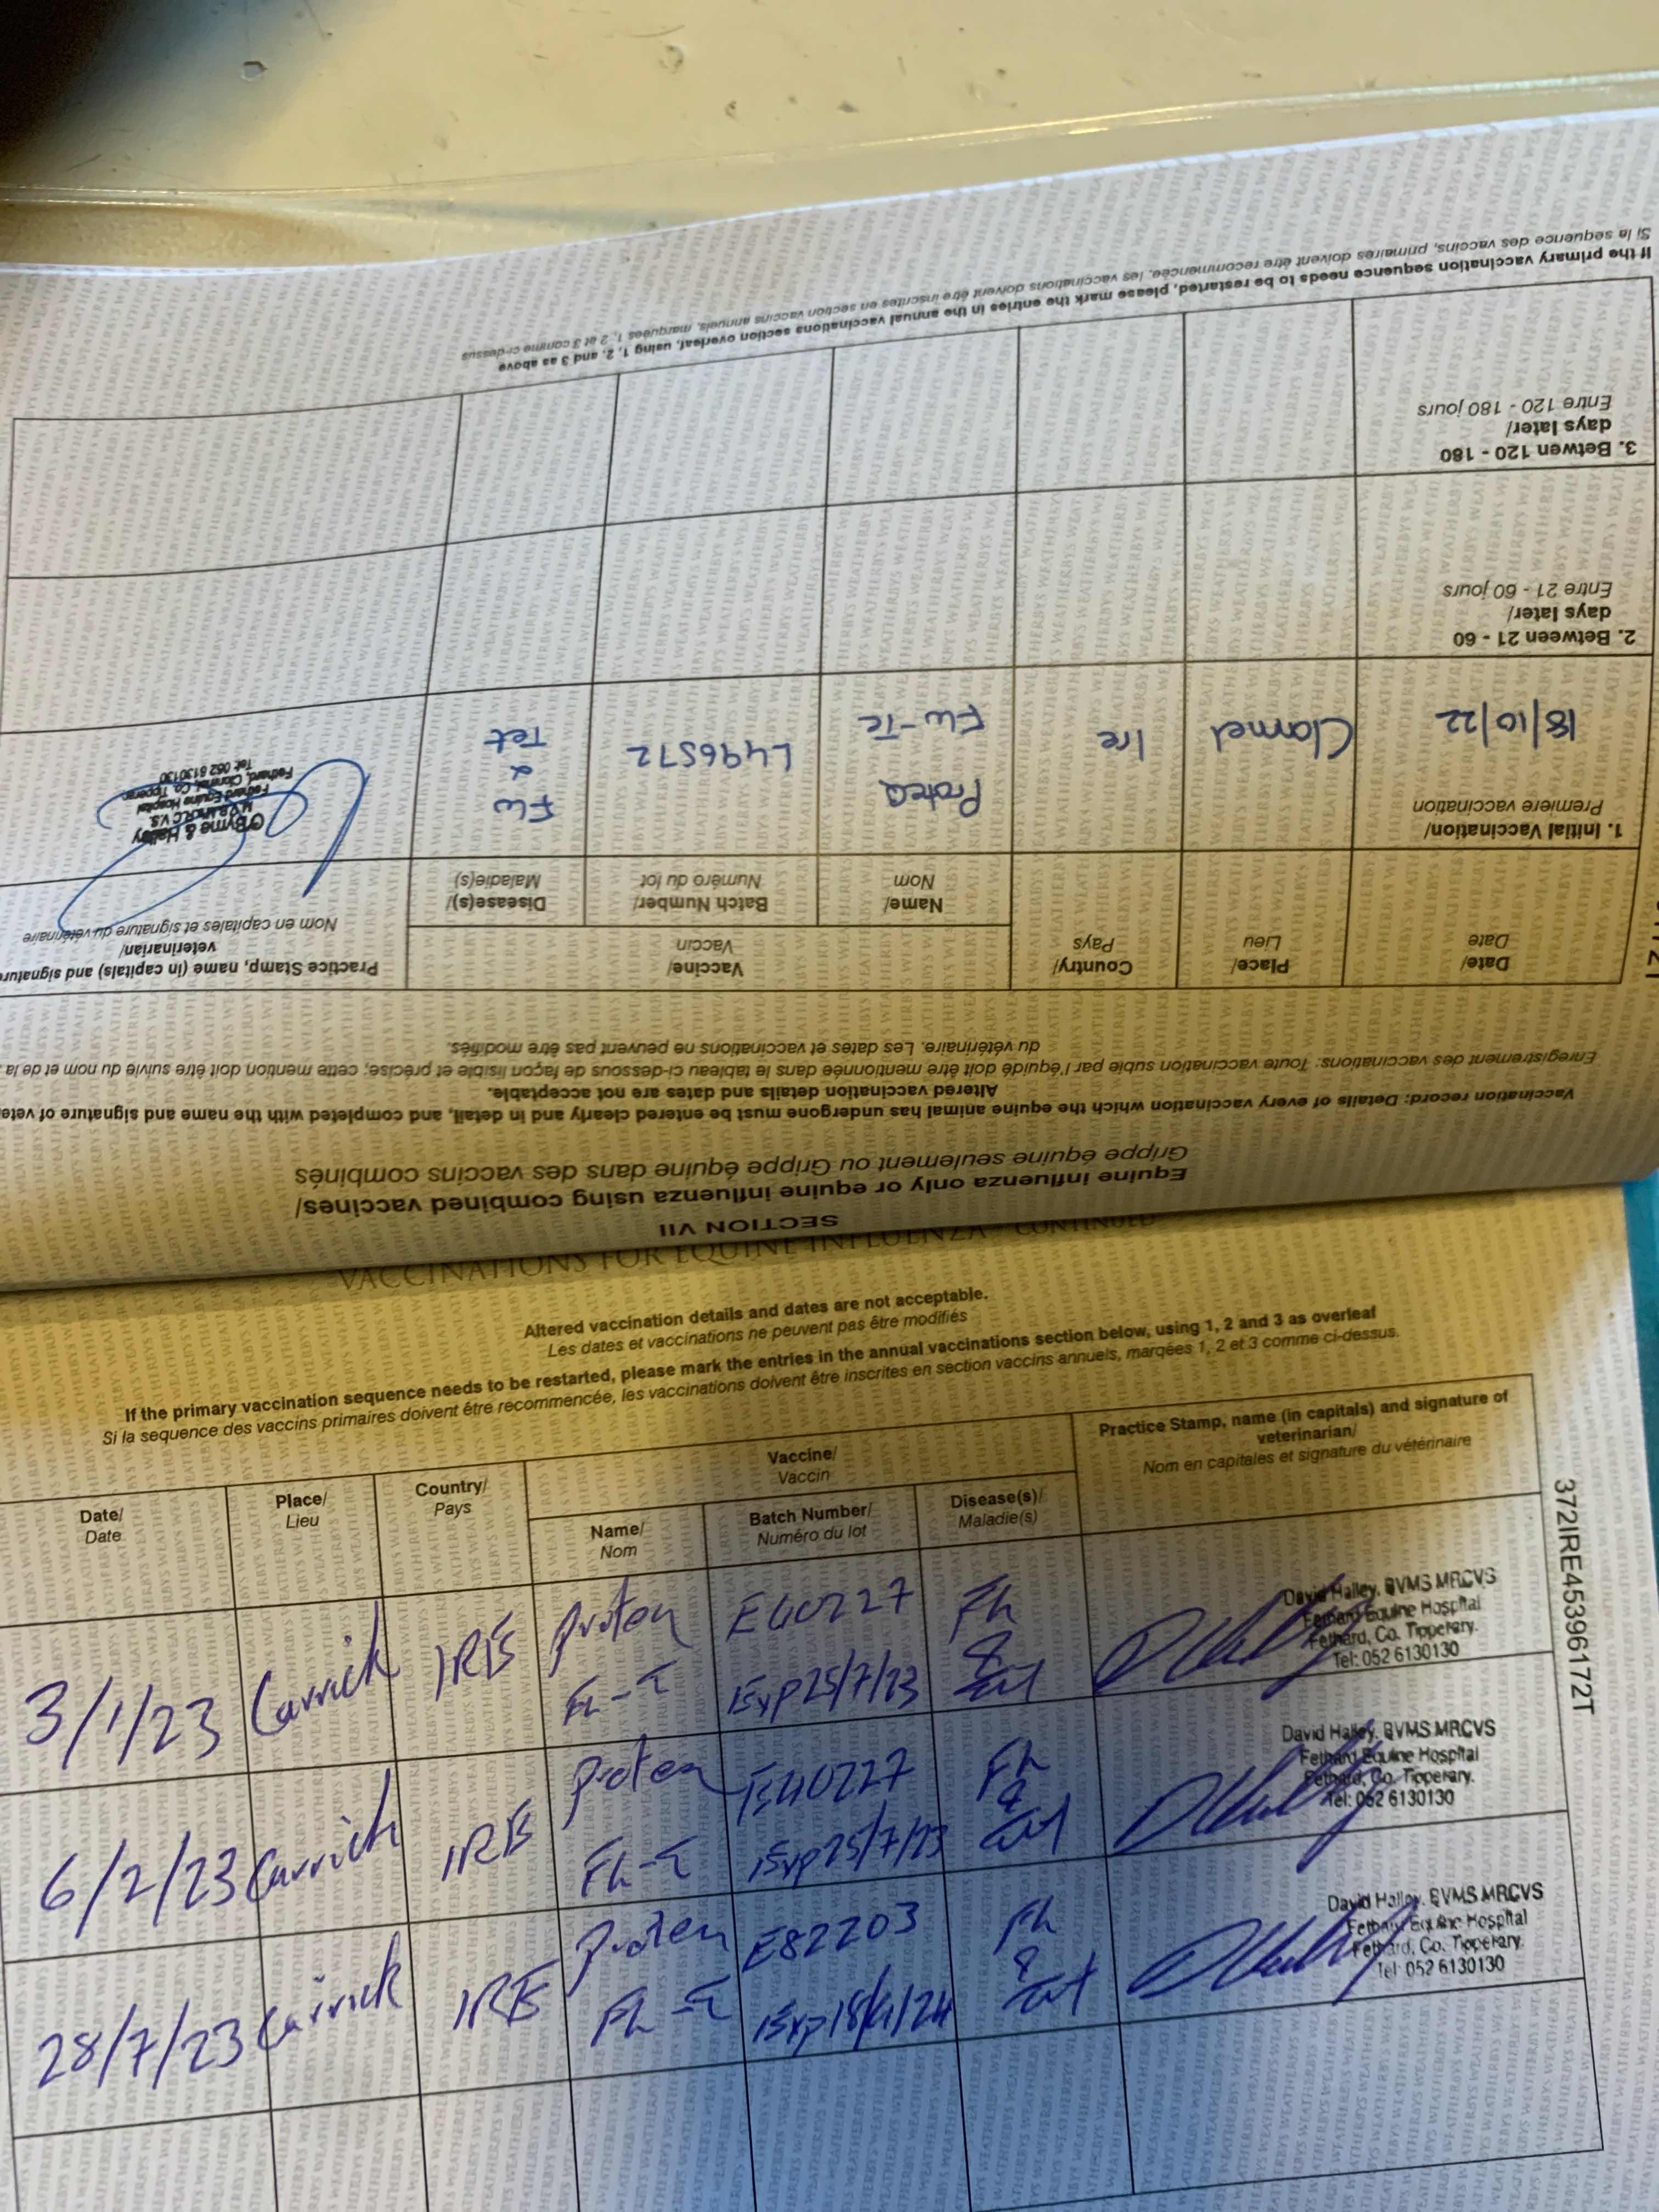 SECTION VII
Equine influenza only or equine influenza using combined vaccines/
Grippe équine seulement ou Grippe équine dans des vaccins combinés
Vaccination record: Details of every vaccination which the equine animal has undergone must be entered clearly and in detail, and completed with the name and signature of
Altered vaccination details and dates are not acceptable.
Enregistrement des vaccinations: Toute vaccination subie par l'équidé doit être mentionnée dans le tableau ci-dessous de façon lisible et précise; cette mention doit être suivie du nom et de la
du vétérinaire. Les dates et vaccinations ne peuvent pas être modifiés.
Date/
Date
Place/
Lieu
Country/
Pays
Vaccine/
Vaccin
Name/
Nom
Batch Number/
Numéro du lot
Disease(s)/
Maladie(s)
Practice Stamp, name (in capitals) and signature
veterinarian/
Nom en capitales et signature du vétérinaire
1. Initial Vaccination/
Premiere vaccination
18/10/22
Clonmel
Ire
ProteQ
Flu-Te
L496572
Flu
&
Tet
O'Byrne & Halley
Fethard Equine Hospital
Fethard, Clonmel, Co. Tipperary
Tel: 052 6130130
2. Between 21 - 60
days later/
Entre 21 - 60 jours
3. Betwen 120 - 180
days later/
Entre 120 - 180 jours
If the primary vaccination sequence needs to be restarted, please mark the entries in the annual vaccinations section overleaf, using 1, 2, and 3 as above
Si la sequence des vaccins, primaires doivent être recommencée, les vaccinations doivent être inscrites en section vaccins annuels, marquées 1, 2 et 3 comme ci-dessus
VACCINATIONS FOR EQUINE INFLUENZA - CONTINUED
Altered vaccination details and dates are not acceptable.
Les dates et vaccinations ne peuvent pas être modifiés
If the primary vaccination sequence needs to be restarted, please mark the entries in the annual vaccinations section below, using 1, 2 and 3 as overleaf
Si la sequence des vaccins primaires doivent être recommencée, les vaccinations doivent être inscrites en section vaccins annuels, marqées 1, 2 et 3 comme ci-dessus.
Date/
Date
Place/
Lieu
Country/
Pays
Vaccine/
Vaccin
Name/
Nom
Batch Number/
Numéro du lot
Disease(s)/
Maladie(s)
Practice Stamp, name (in capitals) and signature of
veterinarian/
Nom en capitales et signature du vétérinaire
3/1/23
Carrick
IRE
Proteq
Flu-T
E40227
Exp 25/7/23
Flu
&
Tet
David Halley, BVMS MRCVS
Fethard Equine Hospital
Fethard, Co. Tipperary.
Tel: 052 6130130
6/2/23
Carrick
IRE
Proteq
Flu-T
E40227
Exp 25/7/23
Flu
&
Tet
David Halley, BVMS MRCVS
Fethard Equine Hospital
Fethard, Co. Tipperary.
Tel: 052 6130130
28/7/23
Carrick
IRE
Proteq
Flu-T
E82203
Flu
&
Tet
David Halley, BVMS MRCVS
Fethard Equine Hospital
Fethard, Co. Tipperary.
Tel: 052 6130130
372IRE45396172T